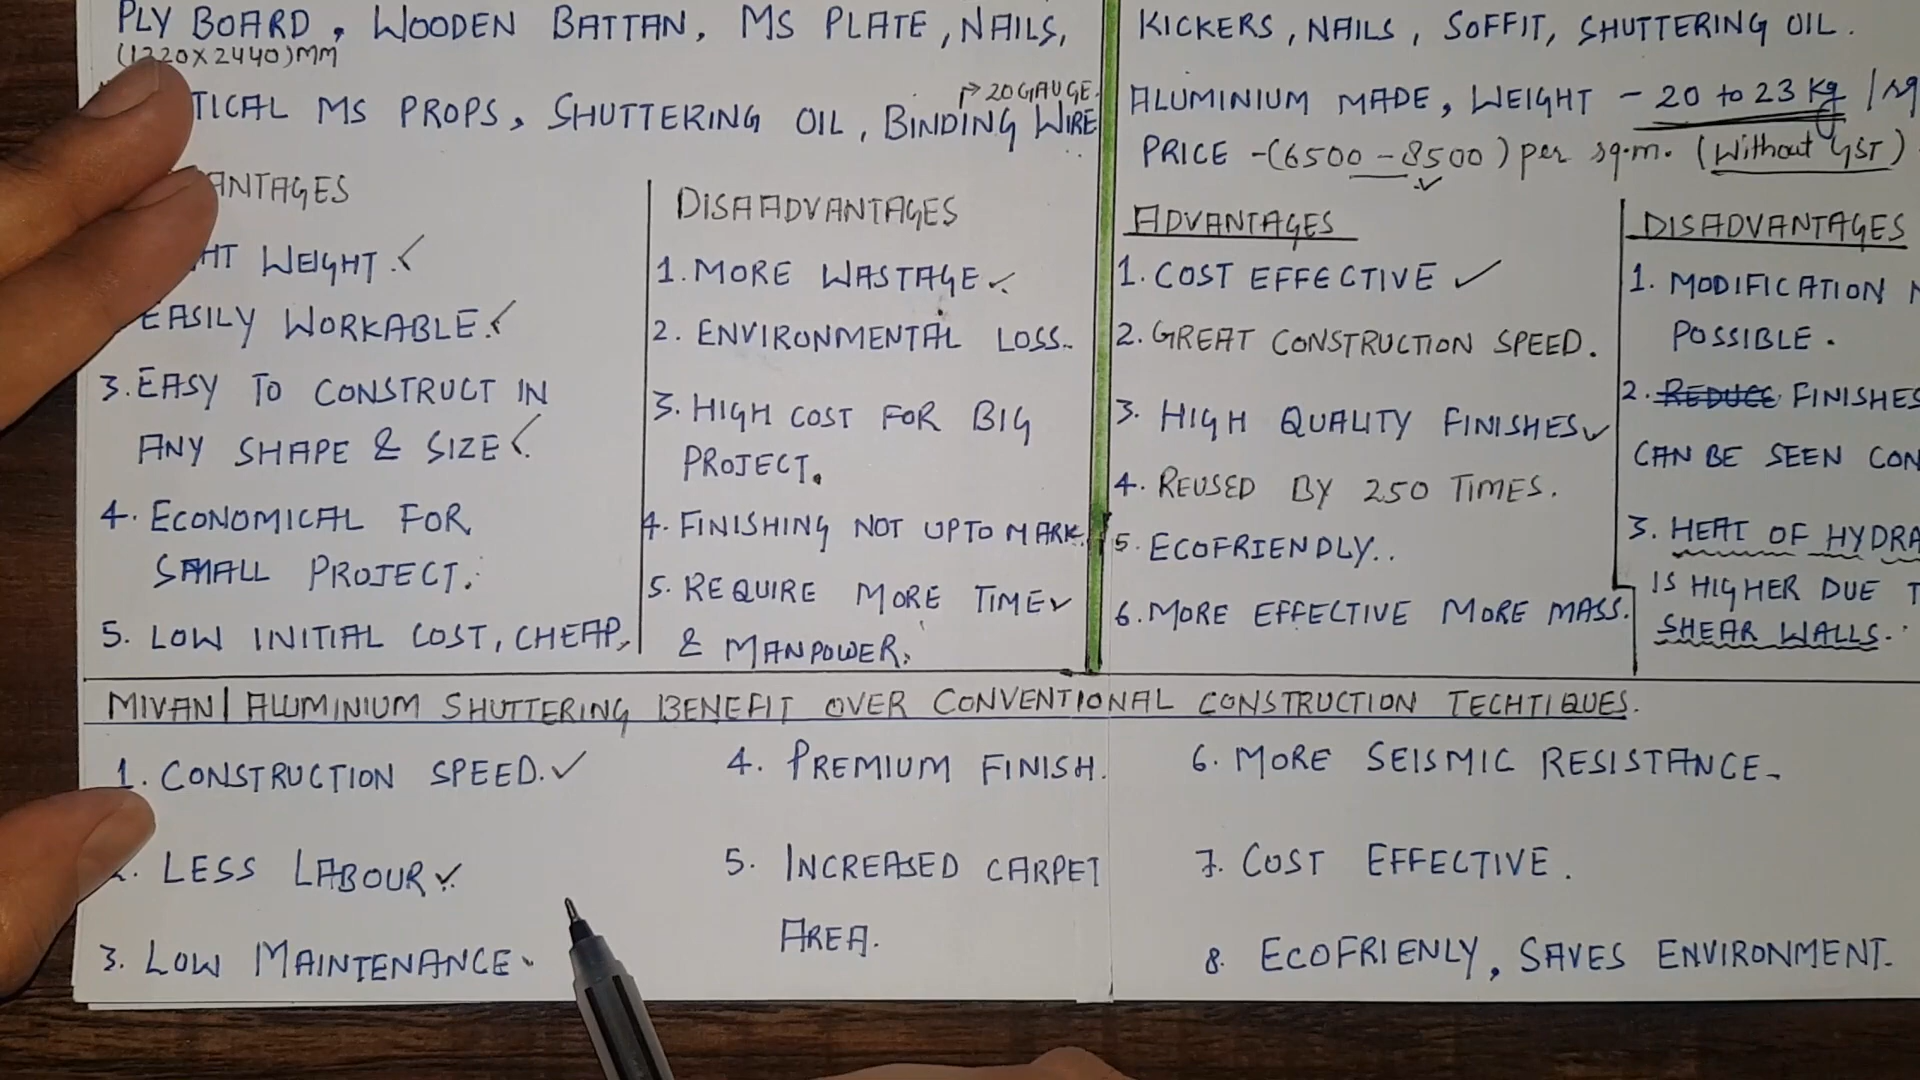 PLY BOARD, WOODEN BATTAN, MS PLATE, NAILS,
(1220X2440)MM
TICAL MS PROPS, SHUTTERING OIL, BINDING WIRE
→20GAUGE.
ANTAGES
HT WEIGHT.
EASILY WORKABLE.
3. EASY TO CONSTRUCT IN
ANY SHAPE & SIZE
4. ECONOMICAL FOR
SMALL PROJECT.
5. LOW INITIAL COST, CHEAP,
DISAADVANTAGES
1. MORE WASTAGE
2. ENVIRONMENTAL LOSS..
3. HIGH COST FOR BIG
PROJECT.
4. FINISHING NOT UPTO MARK.
5. REQUIRE MORE TIME
& MANPOWER.
KICKERS, NAILS, SOFFIT, SHUTTERING OIL.
ALUMINIUM MADE, WEIGHT - 20 to 23 Kg / sq
PRICE -(6500-8500) per sq.m. (Without GST)
ADVANTAGES
1. COST EFFECTIVE
2. GREAT CONSTRUCTION SPEED.
3. HIGH QUALITY FINISHES
4. REUSED BY 250 TIMES.
5. ECOFRIENDLY..
6. MORE EFFECTIVE MORE MASS.
DISADVANTAGES
1. MODIFICATION N
POSSIBLE.
2. REDUCE FINISHES
CAN BE SEEN CON
3. HEAT OF HYDRA
IS HIGHER DUE T
SHEAR WALLS.
MIVAN/ALUMINIUM SHUTTERING BENEFIT OVER CONVENTIONAL CONSTRUCTION TECHTIQUES.
1. CONSTRUCTION SPEED.
2. LESS LABOUR
3. LOW MAINTENANCE
4. PREMIUM FINISH.
5. INCREASED CARPET
AREA.
6. MORE SEISMIC RESISTANCE.
7. COST EFFECTIVE.
8. ECOFRIENLY, SAVES ENVIRONMENT.